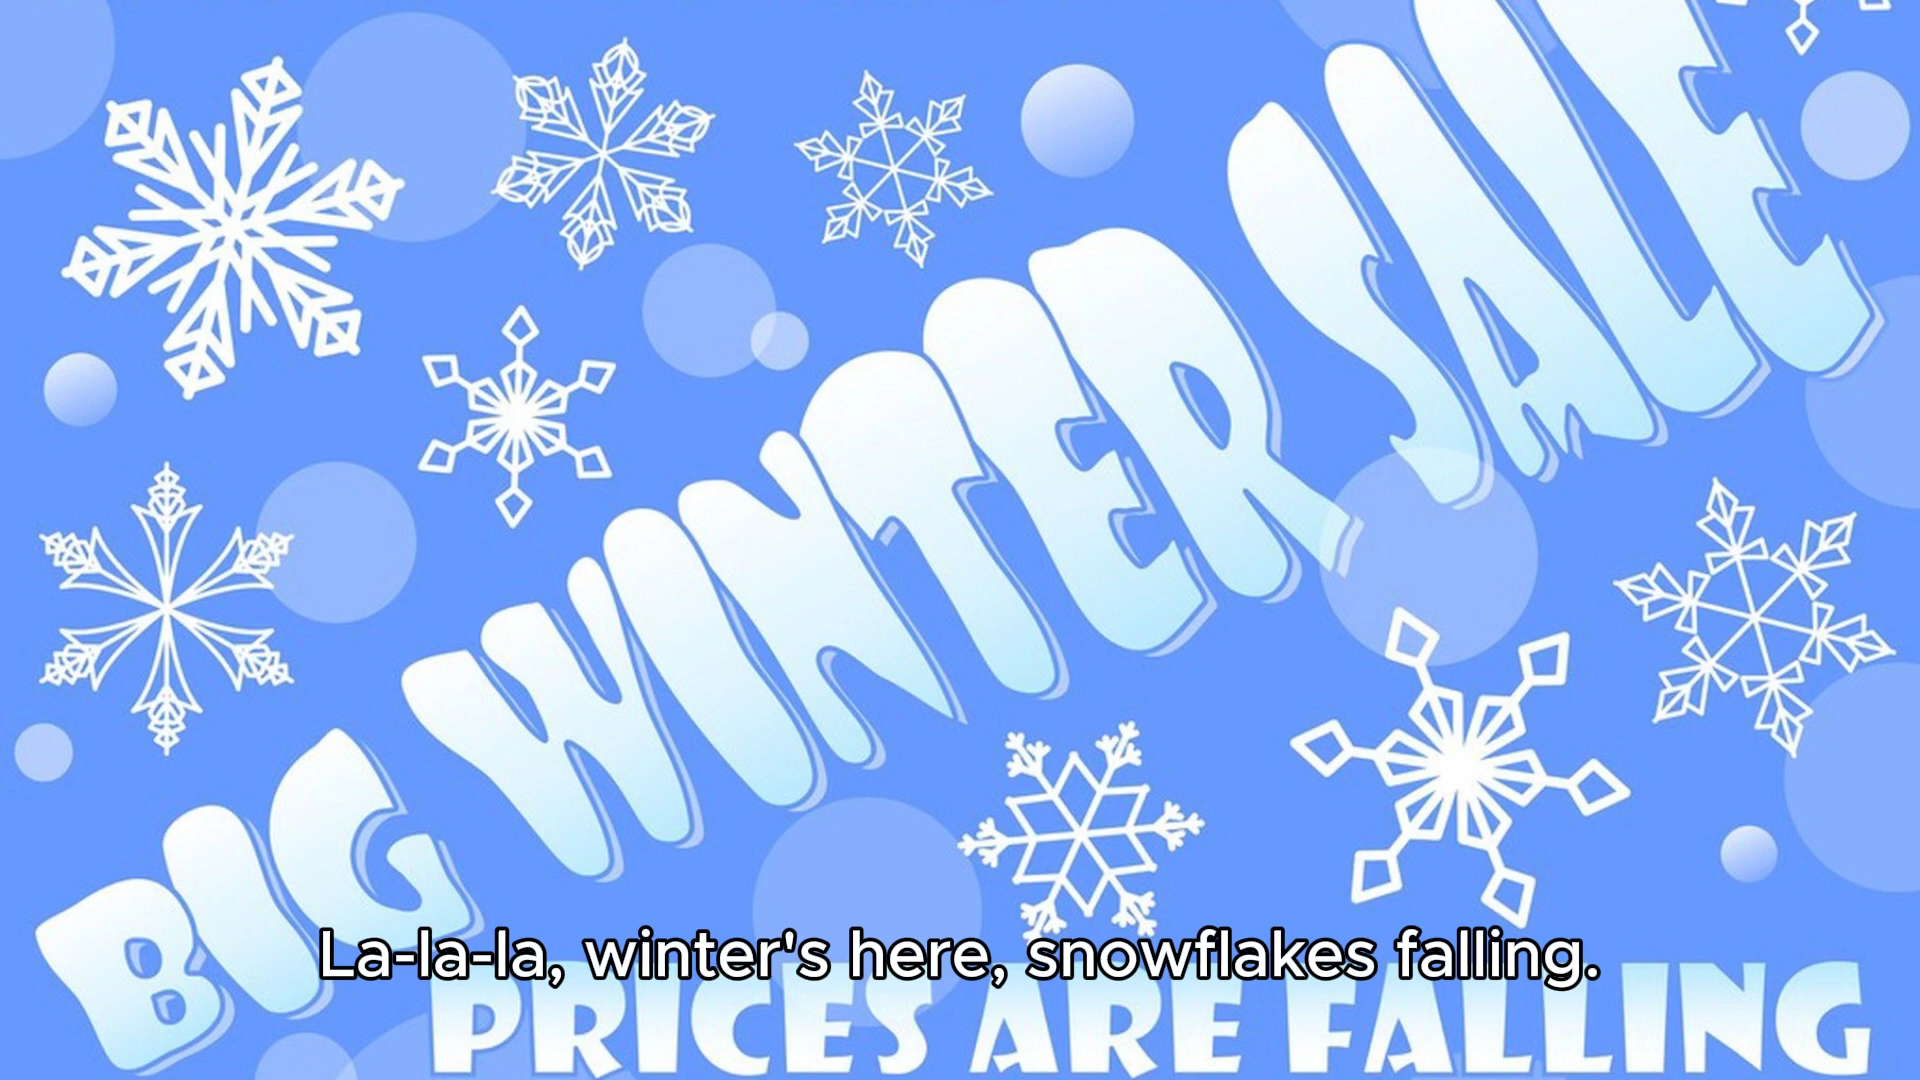 BIG WINTER SALE
La-la-la, winter's here, snowflakes falling.
PRICES ARE FALLING